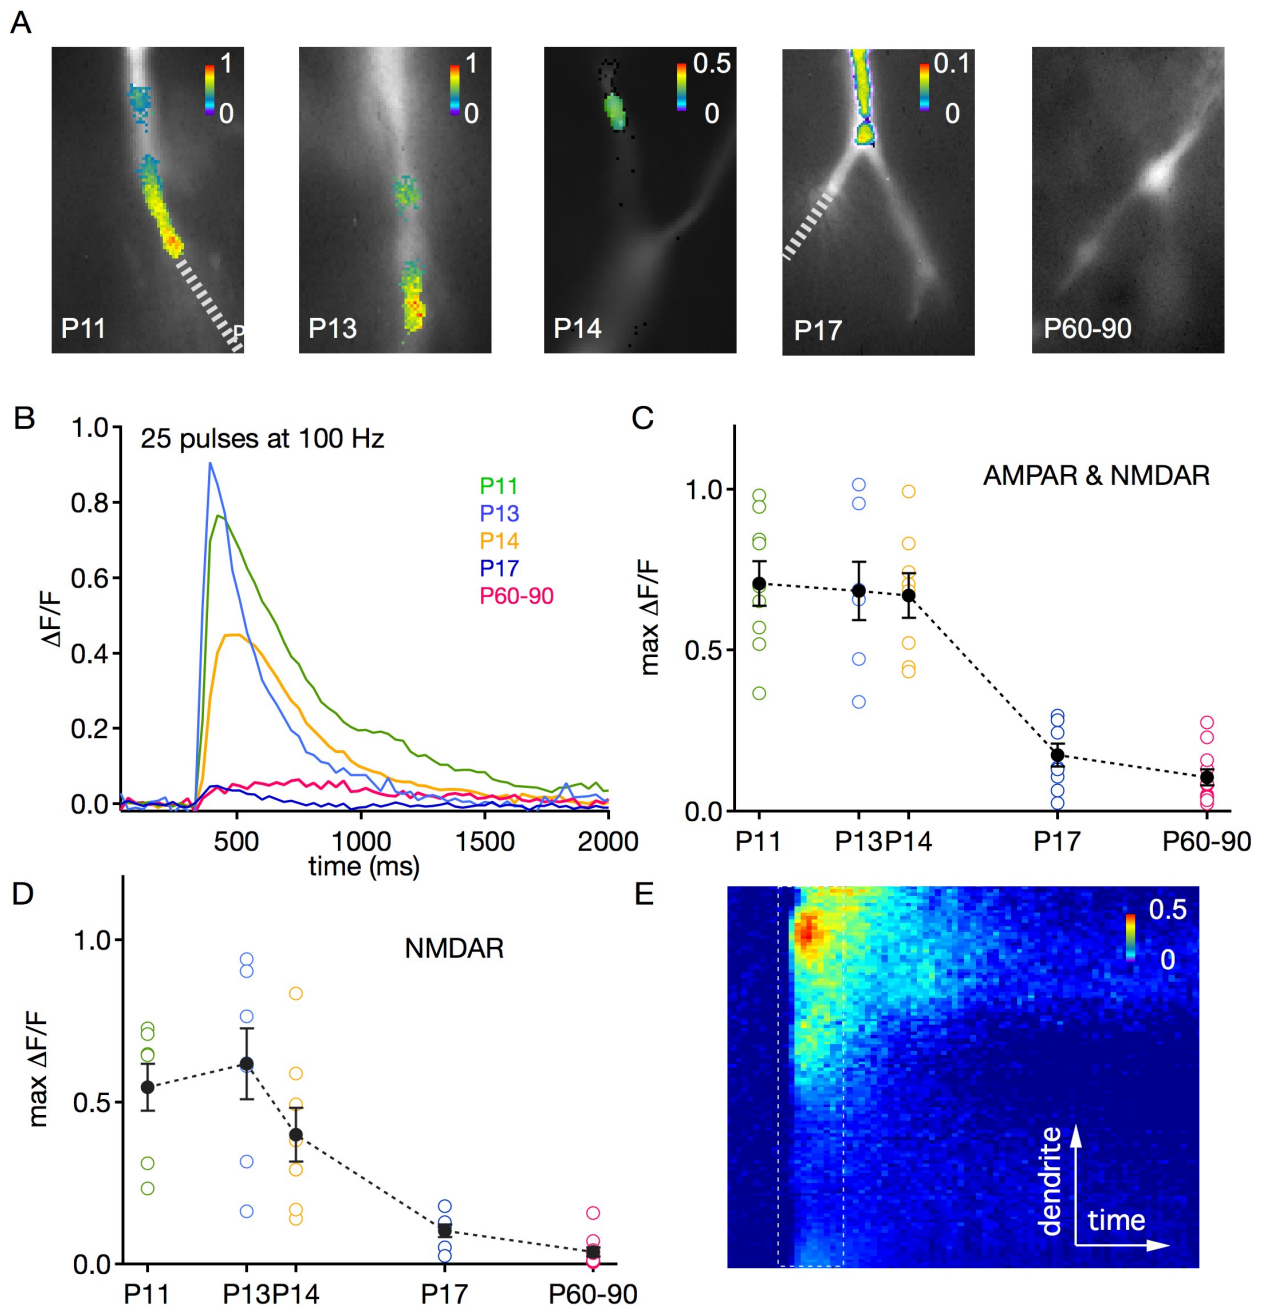 A
1
0
P11
P
1
0
P13
0.5
0
P14
0.1
0
P17
P60-90
B
1.0
0.8
0.6
0.4
0.2
0.0
ΔF/F
25 pulses at 100 Hz
P11
P13
P14
P17
P60-90
500
1000
1500
2000
time (ms)
C
1.0
0.5
0.0
max ΔF/F
AMPAR & NMDAR
P11
P13
P14
P17
P60-90
D
1.0
0.5
0.0
max ΔF/F
NMDAR
P11
P13
P14
P17
P60-90
E
0.5
0
dendrite
time